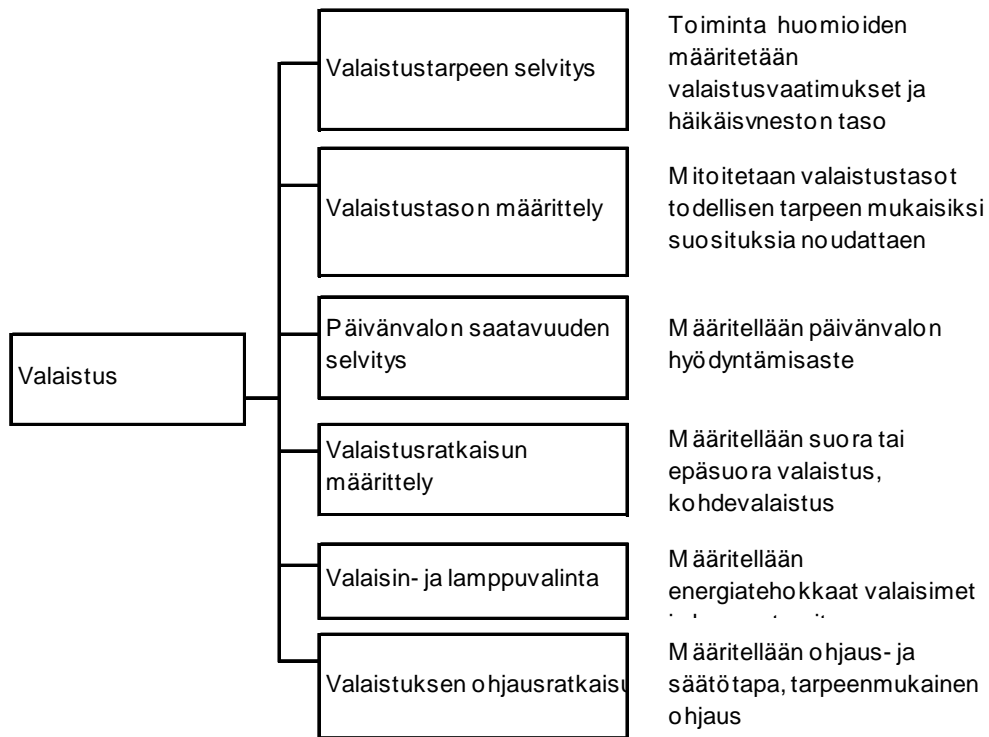 Valaistustarpeen selvitys
Toiminta huomioiden
määritetään
valaistusvaatimukset ja
häikäisyneston taso
Valaistustason määrittely
Mitoitetaan valaistustasot
todellisen tarpeen mukaisiksi
suosituksia noudattaen
Päivänvalon saatavuuden
selvitys
Määritellään päivänvalon
hyödyntämisaste
Valaistus
Valaistusratkaisun
määrittely
Määritellään suora tai
epäsuora valaistus,
kohdevalaistus
Valaisin- ja lamppuvalinta
Määritellään
energiatehokkaat valaisimet
Valaistuksen ohjausratkaisu
Määritellään ohjaus- ja
säätötapa, tarpeenmukainen
ohjaus